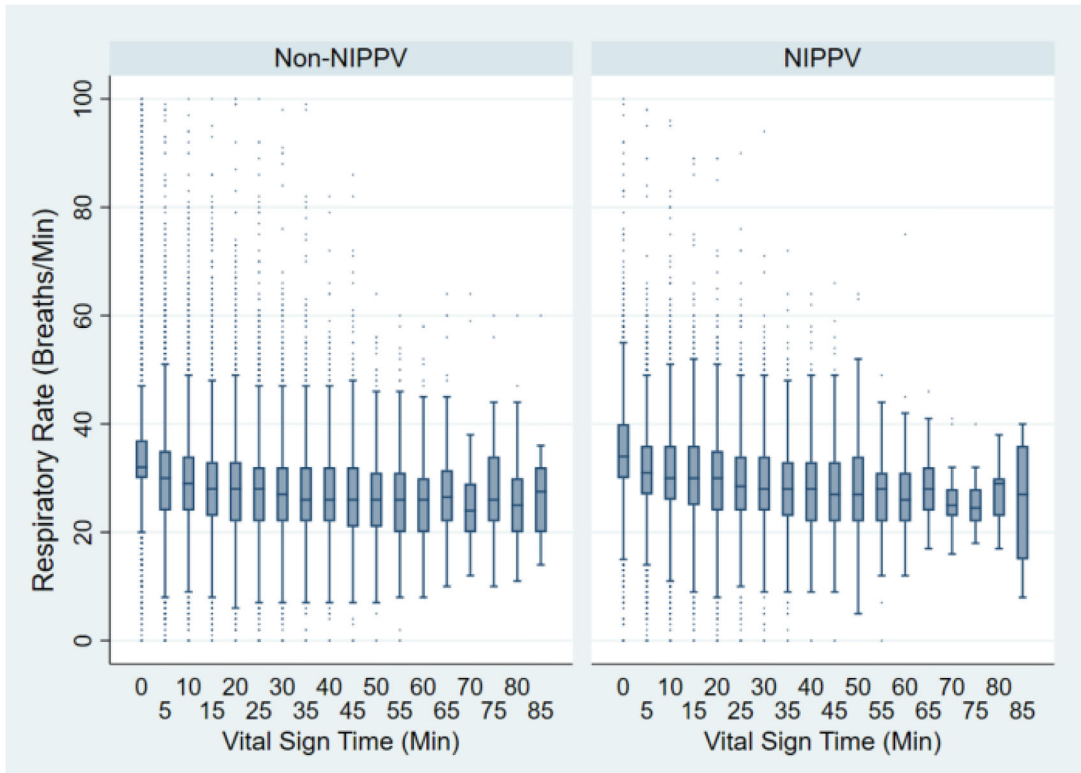 Non-NIPPV
NIPPV
Respiratory Rate (Breaths/Min)
100
80
60
40
20
0
0 10 20 30 40 50 60 70 80
5 15 25 35 45 55 65 75 85
Vital Sign Time (Min)
0 10 20 30 40 50 60 70 80
5 15 25 35 45 55 65 75 85
Vital Sign Time (Min)